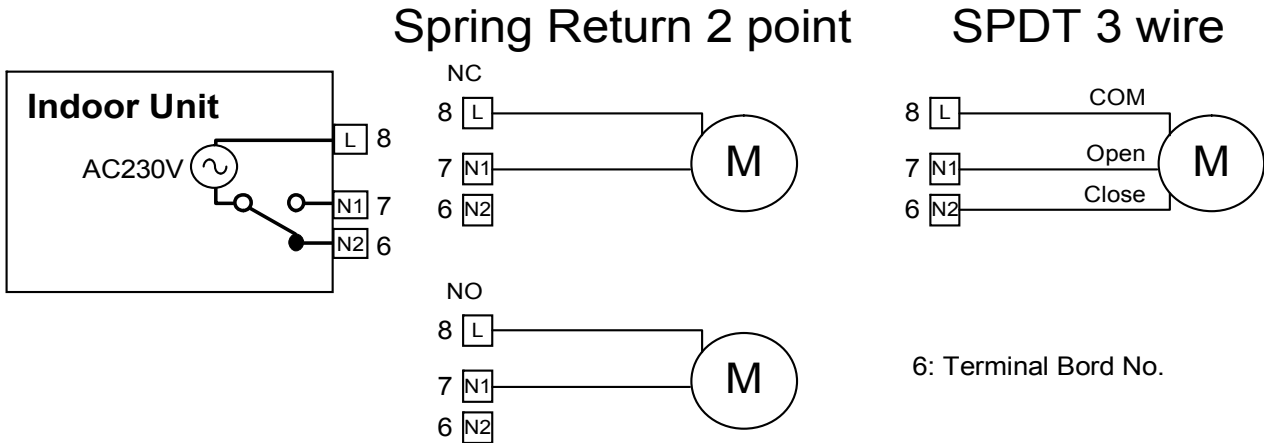 Spring Return 2 point
SPDT 3 wire
Indoor Unit
AC230V
L 8
N1 7
N2 6
NC
8 L
7 N1
6 N2
M
NO
8 L
7 N1
6 N2
M
8 L COM
7 N1 Open
6 N2 Close
M
6: Terminal Bord No.